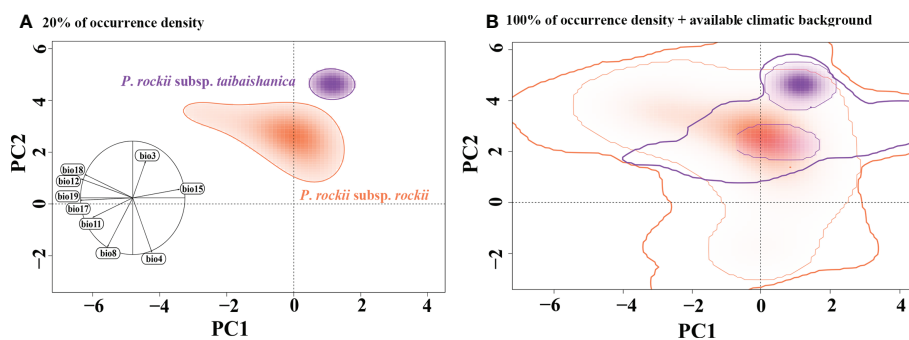 A 20% of occurrence density
PC2
6
4
2
0
−2
P. rockii subsp. taibaishanica
P. rockii subsp. rockii
bio3
bio18
bio12
bio15
bio19
bio17
bio11
bio8
bio4
−6 −4 −2 0 2 4
PC1
B 100% of occurrence density + available climatic background
PC2
6
4
2
0
−2
−6 −4 −2 0 2 4
PC1